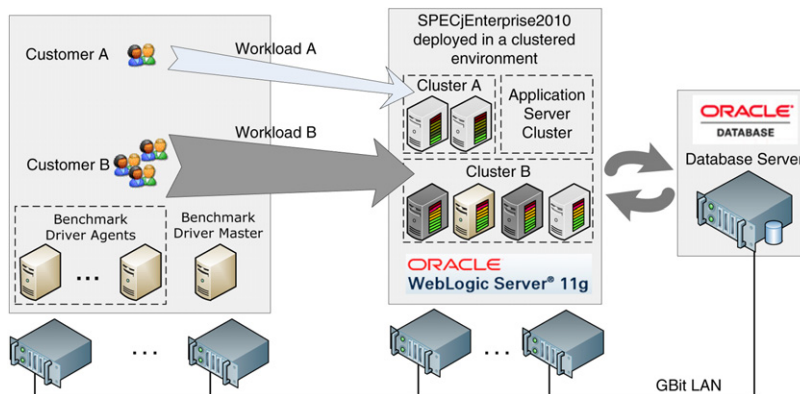 Customer A
Workload A
Customer B
Workload B
Benchmark
Driver Agents
Benchmark
Driver Master
...
...
SPECjEnterprise2010
deployed in a clustered
environment
Cluster A
Application
Server
Cluster
Cluster B
ORACLE
WebLogic Server® 11g
...
ORACLE®
DATABASE
Database Server
GBit LAN